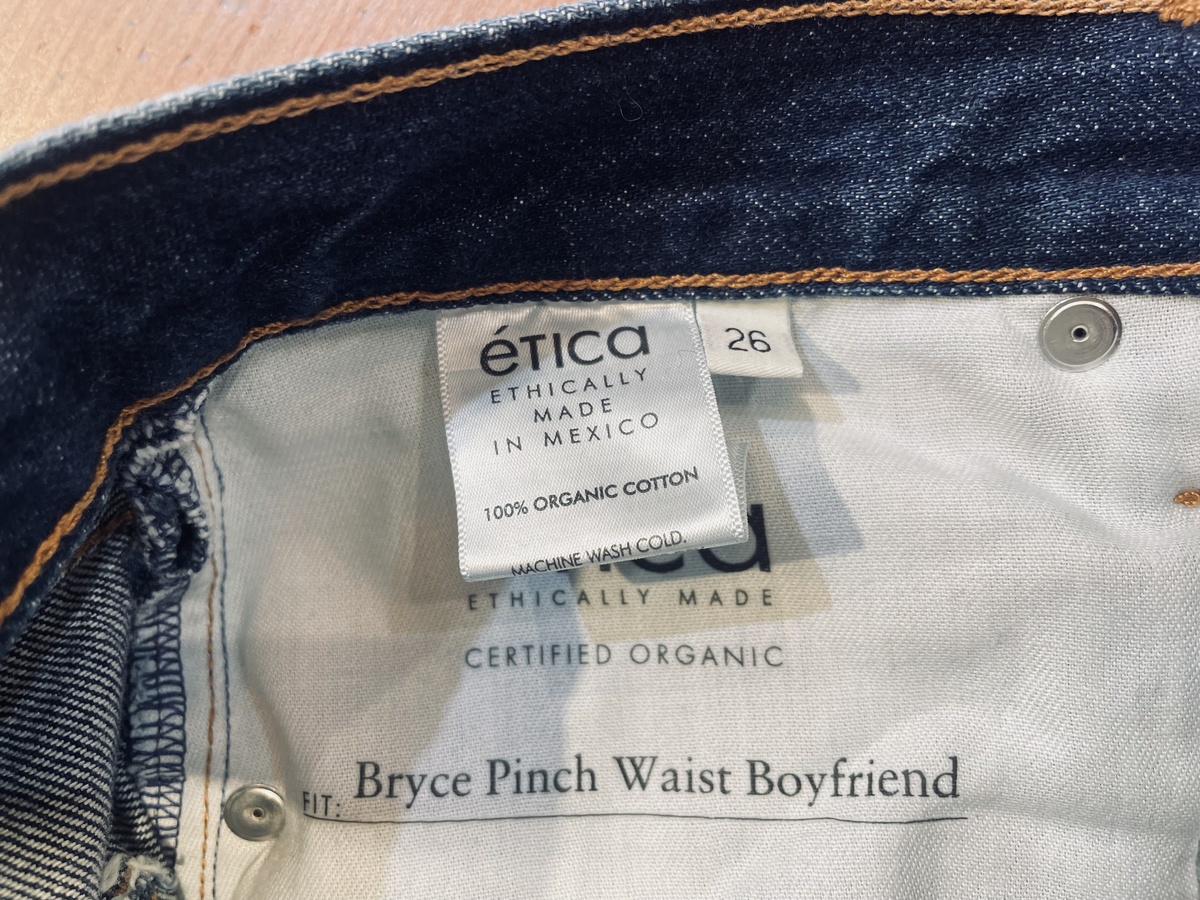 éTIca
26
ETHICALLY
MADE
IN MEXICO
100% ORGANIC COTTON
MACHINE WASH COLD.
ETHICALLY MADE
CERTIFIED ORGANIC
FIT: Bryce Pinch Waist Boyfriend